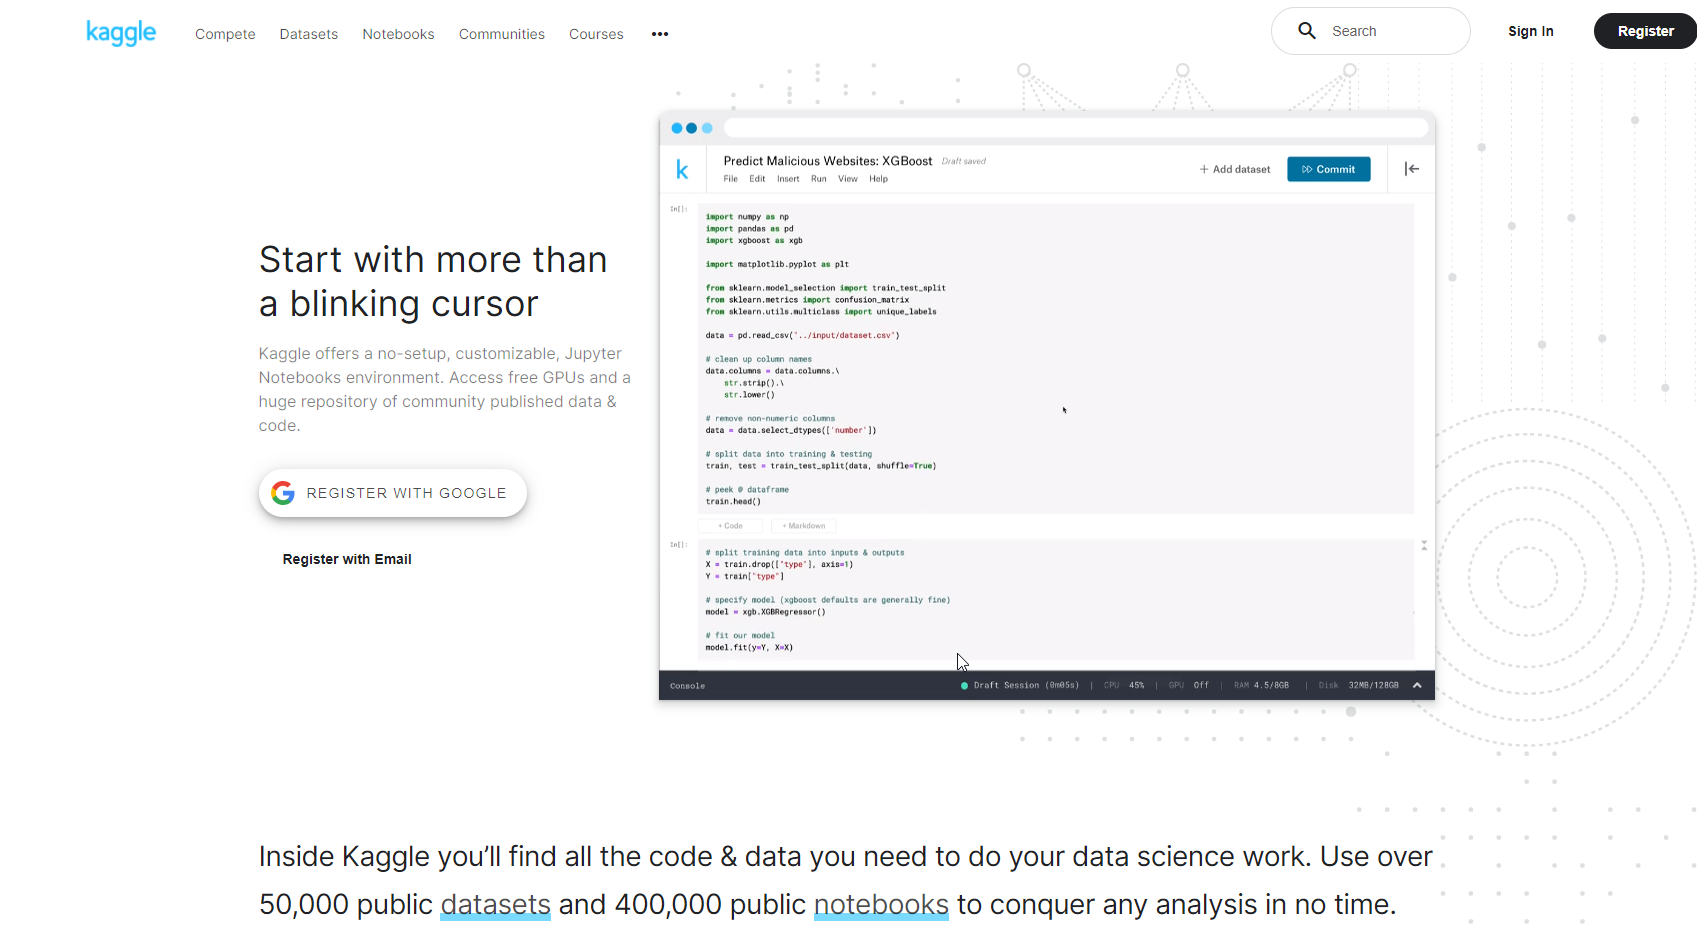 kaggle
Compete Datasets Notebooks Communities Courses •••
Search
Sign In
Register
Start with more than
a blinking cursor
Kaggle offers a no-setup, customizable, Jupyter
Notebooks environment. Access free GPUs and a
huge repository of community published data &
code.
REGISTER WITH GOOGLE
Register with Email
k
Predict Malicious Websites: XGBoost Draft saved
File Edit Insert Run View Help
+ Add dataset
Commit
In[]:
import numpy as np
import pandas as pd
import xgboost as xgb
import matplotlib.pyplot as plt
from sklearn.model_selection import train_test_split
from sklearn.metrics import confusion_matrix
from sklearn.utils.multiclass import unique_labels
data = pd.read_csv('../input/dataset.csv')
# clean up column names
data.columns = data.columns.\
str.strip().\
str.lower()
# remove non-numeric columns
data = data.select_dtypes(['number'])
# split data into training & testing
train, test = train_test_split(data, shuffle=True)
# peek @ dataframe
train.head()
+ Code + Markdown
In[]:
# split training data into inputs & outputs
X = train.drop(['type'], axis=1)
Y = train['type']
# specify model (xgboost defaults are generally fine)
model = xgb.XGBRegressor()
# fit our model
model.fit(y=Y, X=X)
Console Draft Session (0m05s) | CPU 45% | GPU Off | RAM 4.5/8GB | Disk 32MB/128GB
Inside Kaggle you’ll find all the code & data you need to do your data science work. Use over
50,000 public datasets and 400,000 public notebooks to conquer any analysis in no time.